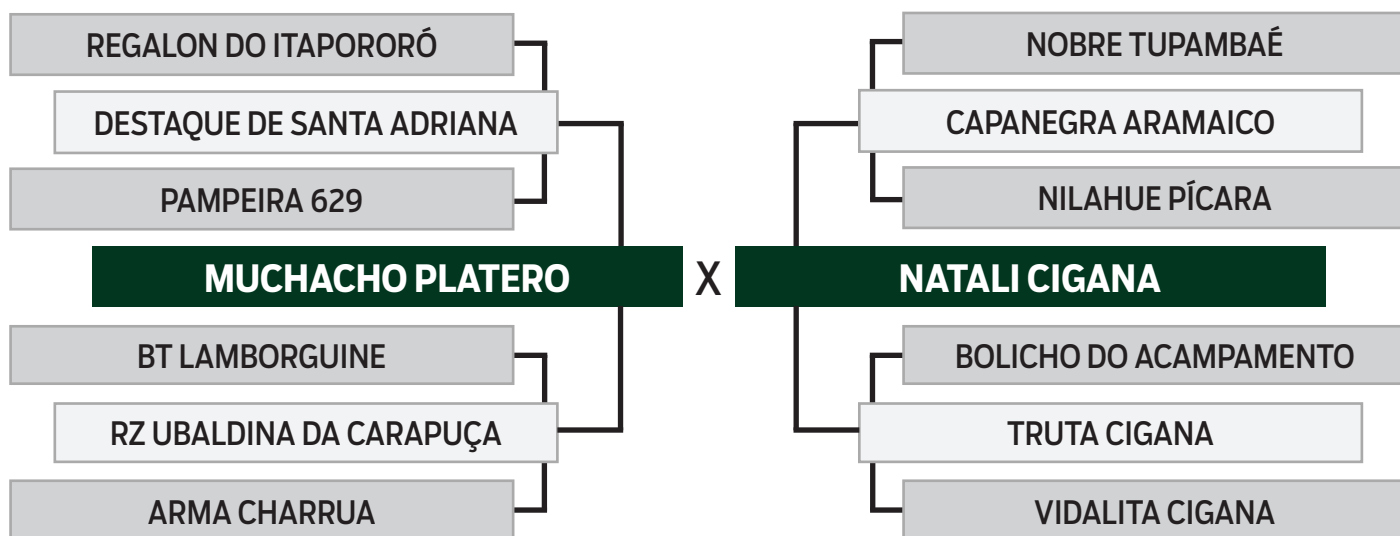 REGALON DO ITAPORORÓ
DESTAQUE DE SANTA ADRIANA
PAMPEIRA 629
MUCHACHO PLATERO
BT LAMBORGUINE
RZ UBALDINA DA CARAPUÇA
ARMA CHARRUA
X
NOBRE TUPAMBAÉ
CAPANEGRA ARAMAICO
NILAHUE PÍCARA
NATALI CIGANA
BOLICHO DO ACAMPAMENTO
TRUTA CIGANA
VIDALITA CIGANA